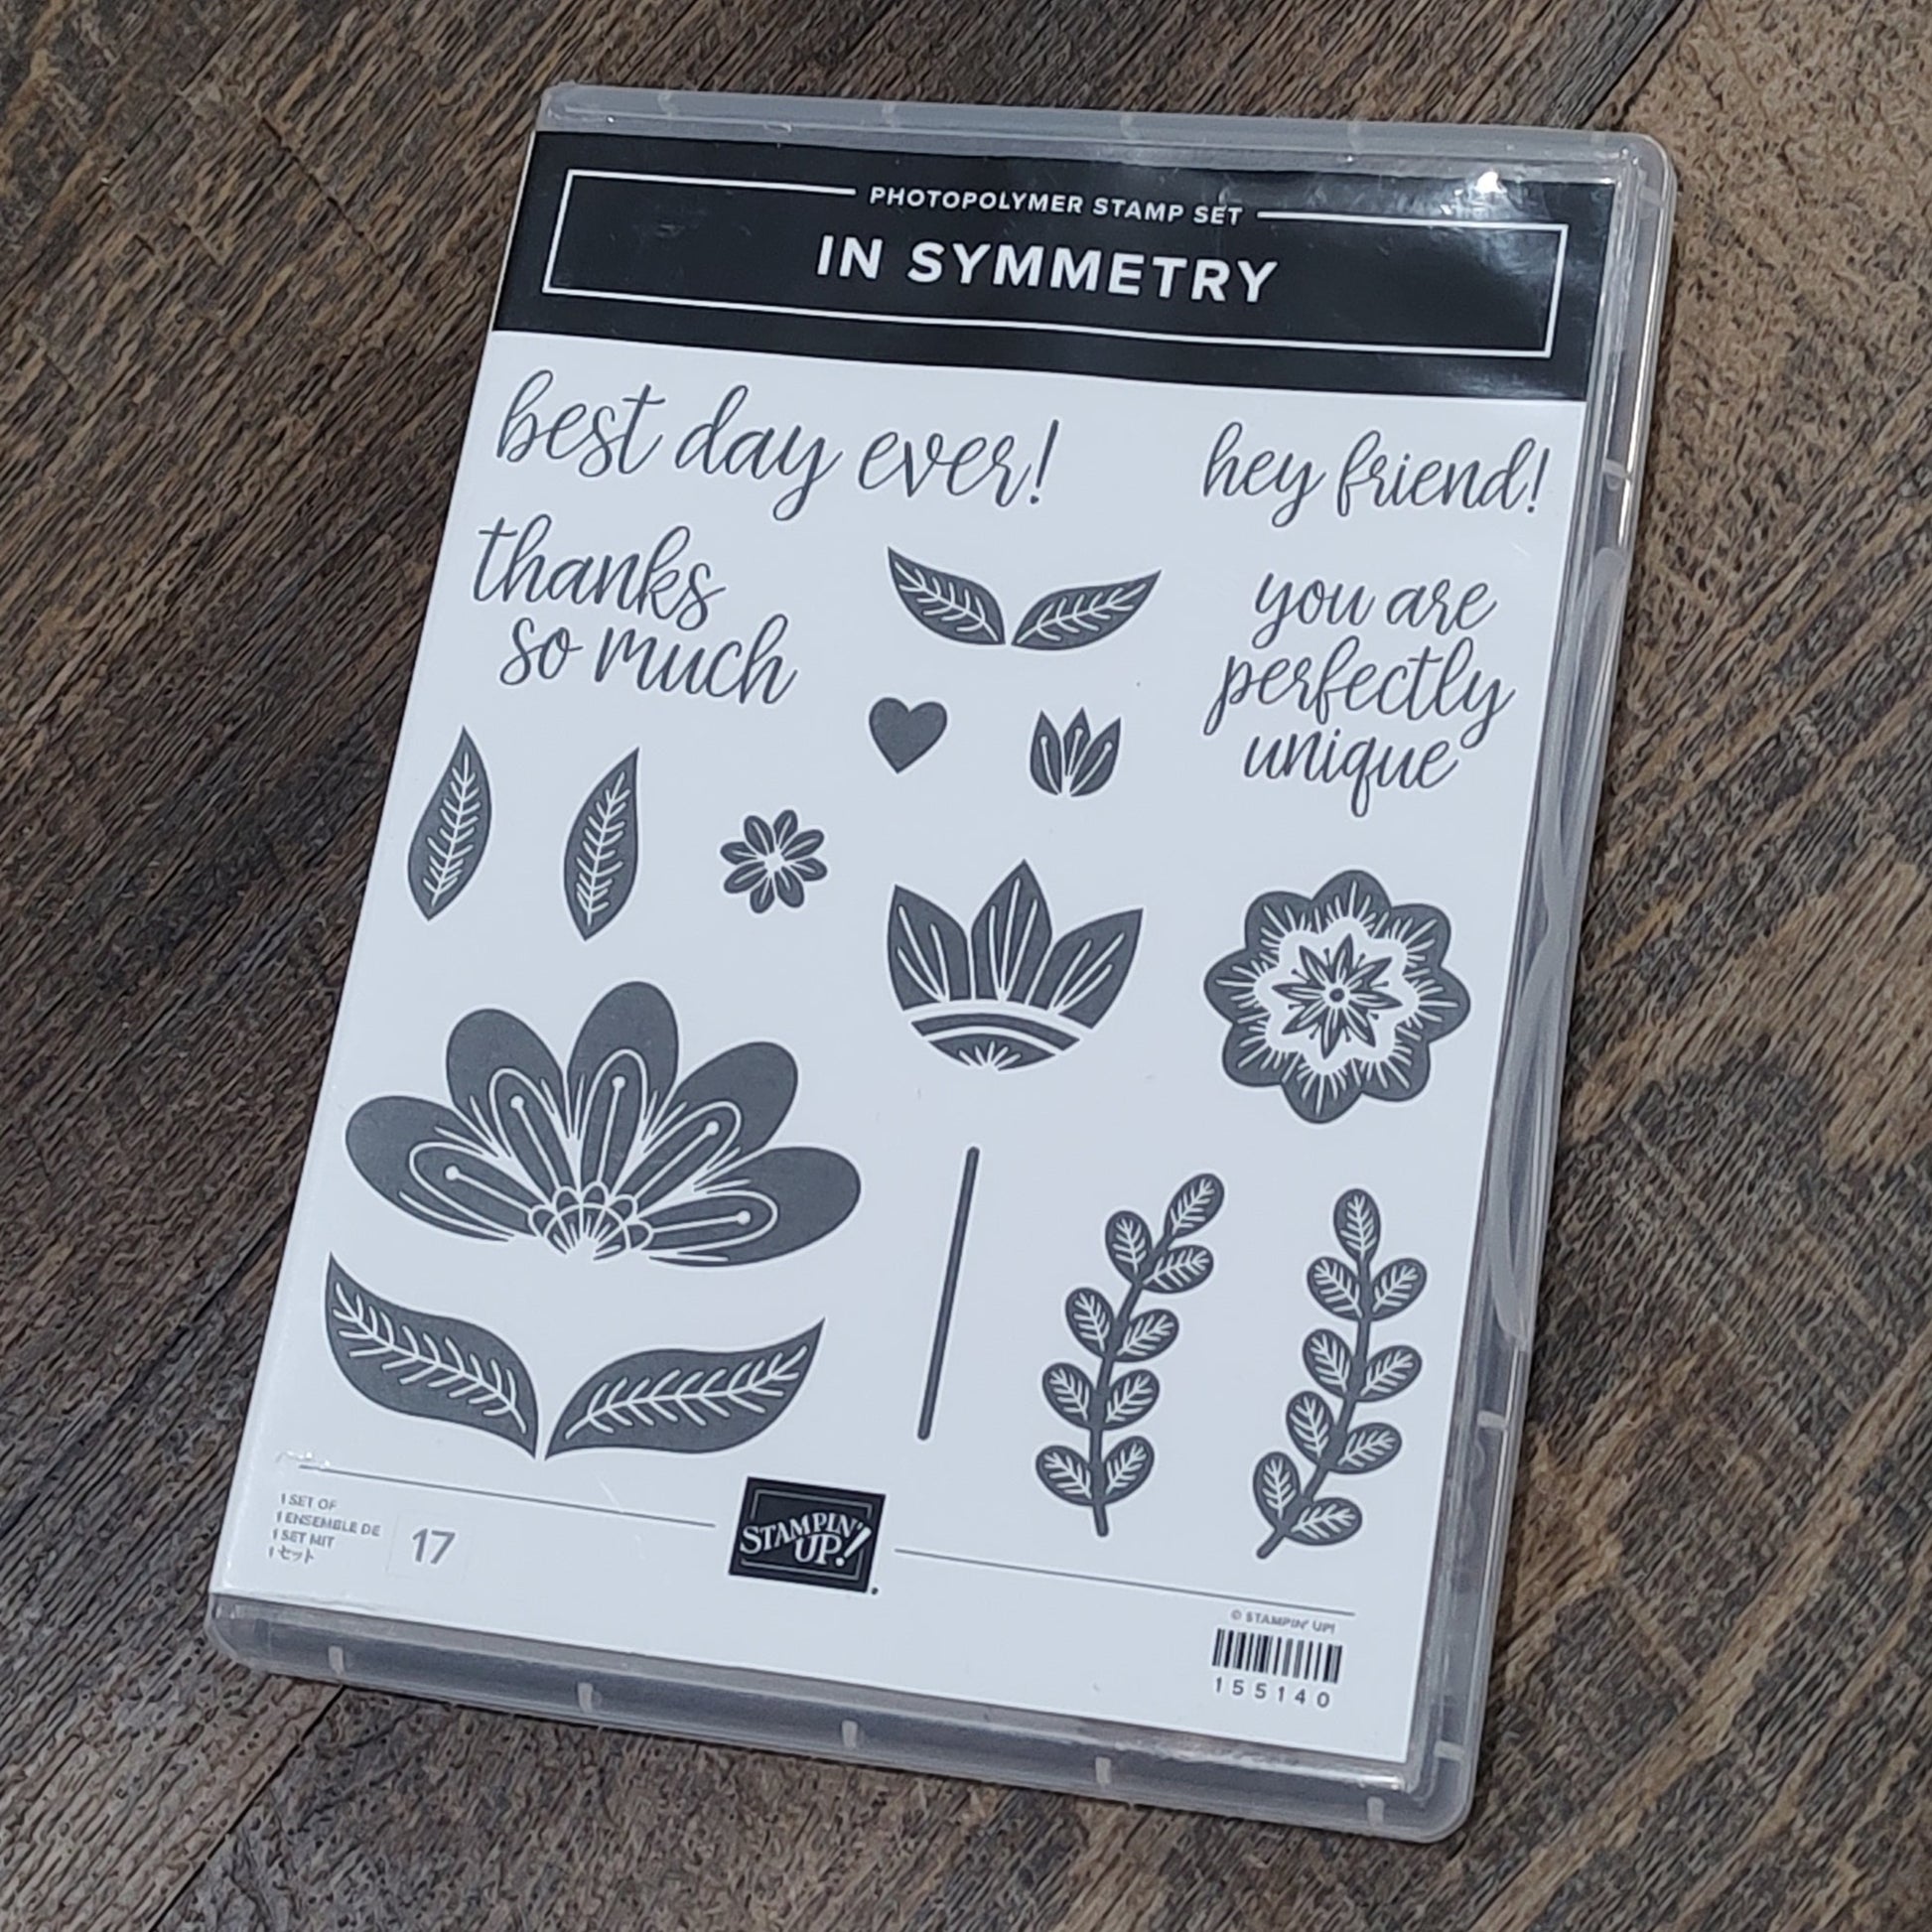 PHOTOPOLYMER STAMP SET
IN SYMMETRY
best day ever!
hey friend!
thanks
so much
you are
perfectly
unique
1 SET OF
1 ENSEMBLE DE
1 SET MIT
1 セット
17
STAMPIN'
UP!
© STAMPIN' UP!
155140